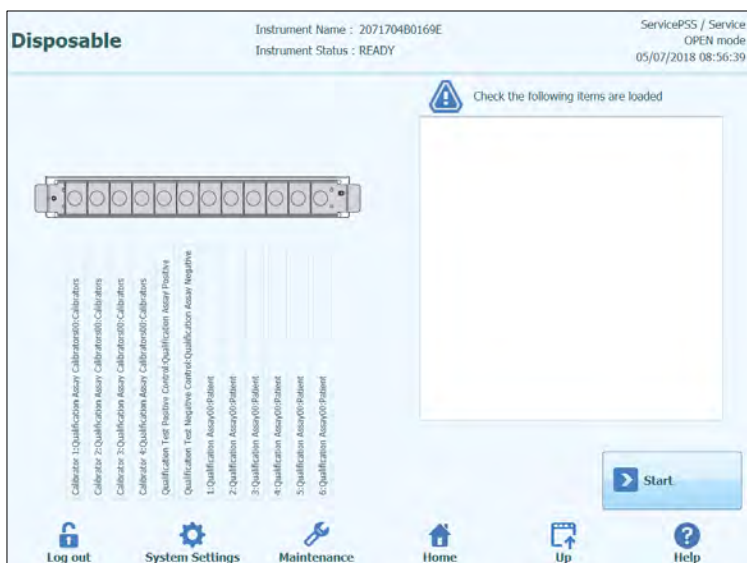 Disposable
Instrument Name : 2071704B0169E
Instrument Status : READY
ServicePSS / Service
OPEN mode
05/07/2018 08:56:39
Check the following items are loaded
Calibrator 1:Qualification Assay Calibrators00:Calibrators
Calibrator 2:Qualification Assay Calibrators00:Calibrators
Calibrator 3:Qualification Assay Calibrators00:Calibrators
Calibrator 4:Qualification Assay Calibrators00:Calibrators
Qualification Test Positive Control:Qualification Assay Positive
Qualification Test Negative Control:Qualification Assay Negative
1:Qualification Assay00:Patient
2:Qualification Assay00:Patient
3:Qualification Assay00:Patient
4:Qualification Assay00:Patient
5:Qualification Assay00:Patient
6:Qualification Assay00:Patient
Start
Log out
System Settings
Maintenance
Home
Up
Help